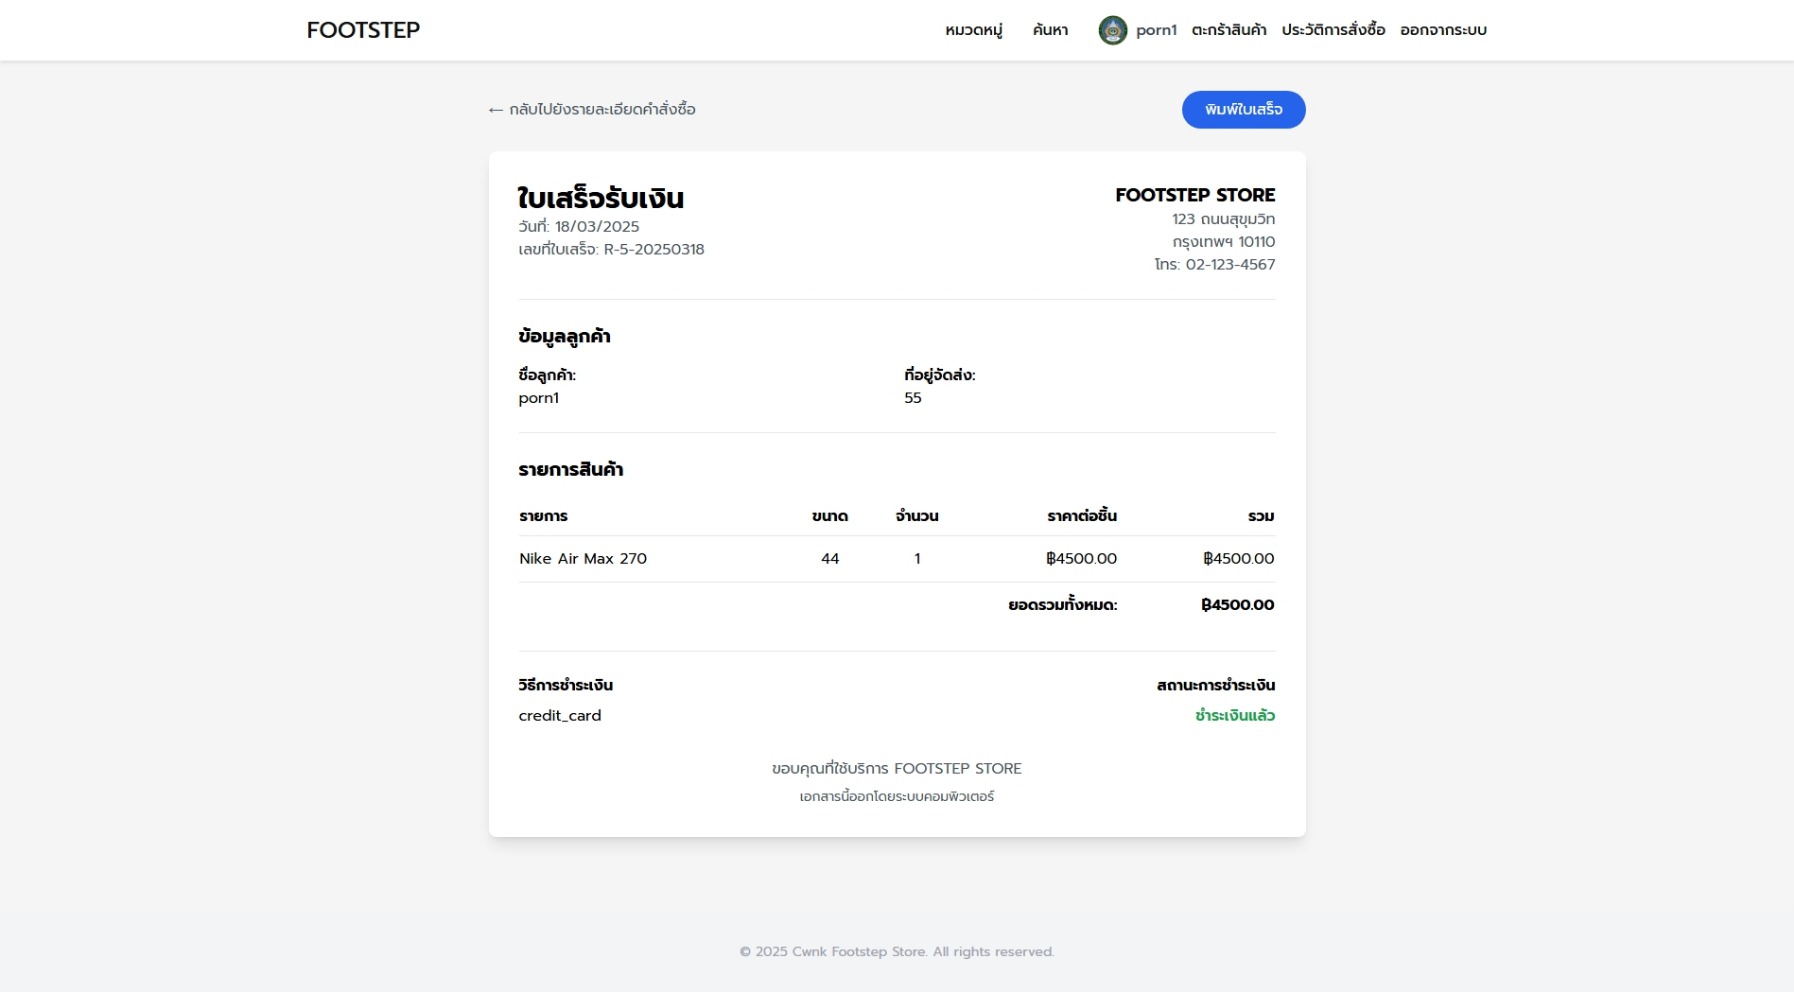 FOOTSTEP
หมวดหมู่ ค้นหา porn1 ตะกร้าสินค้า ประวัติการสั่งซื้อ ออกจากระบบ
← กลับไปยังรายละเอียดคำสั่งซื้อ
พิมพ์ใบเสร็จ
ใบเสร็จรับเงิน
วันที่: 18/03/2025
เลขที่ใบเสร็จ: R-5-20250318
FOOTSTEP STORE
123 ถนนสุขุมวิท
กรุงเทพฯ 10110
โทร: 02-123-4567
ข้อมูลลูกค้า
ชื่อลูกค้า:
porn1
ที่อยู่จัดส่ง:
55
รายการสินค้า
รายการ ขนาด จำนวน ราคาต่อชิ้น รวม
Nike Air Max 270 44 1 ฿4500.00 ฿4500.00
ยอดรวมทั้งหมด: ฿4500.00
วิธีการชำระเงิน
credit_card
สถานะการชำระเงิน
ชำระเงินแล้ว
ขอบคุณที่ใช้บริการ FOOTSTEP STORE
เอกสารนี้ออกโดยระบบคอมพิวเตอร์
© 2025 Cwnk Footstep Store. All rights reserved.